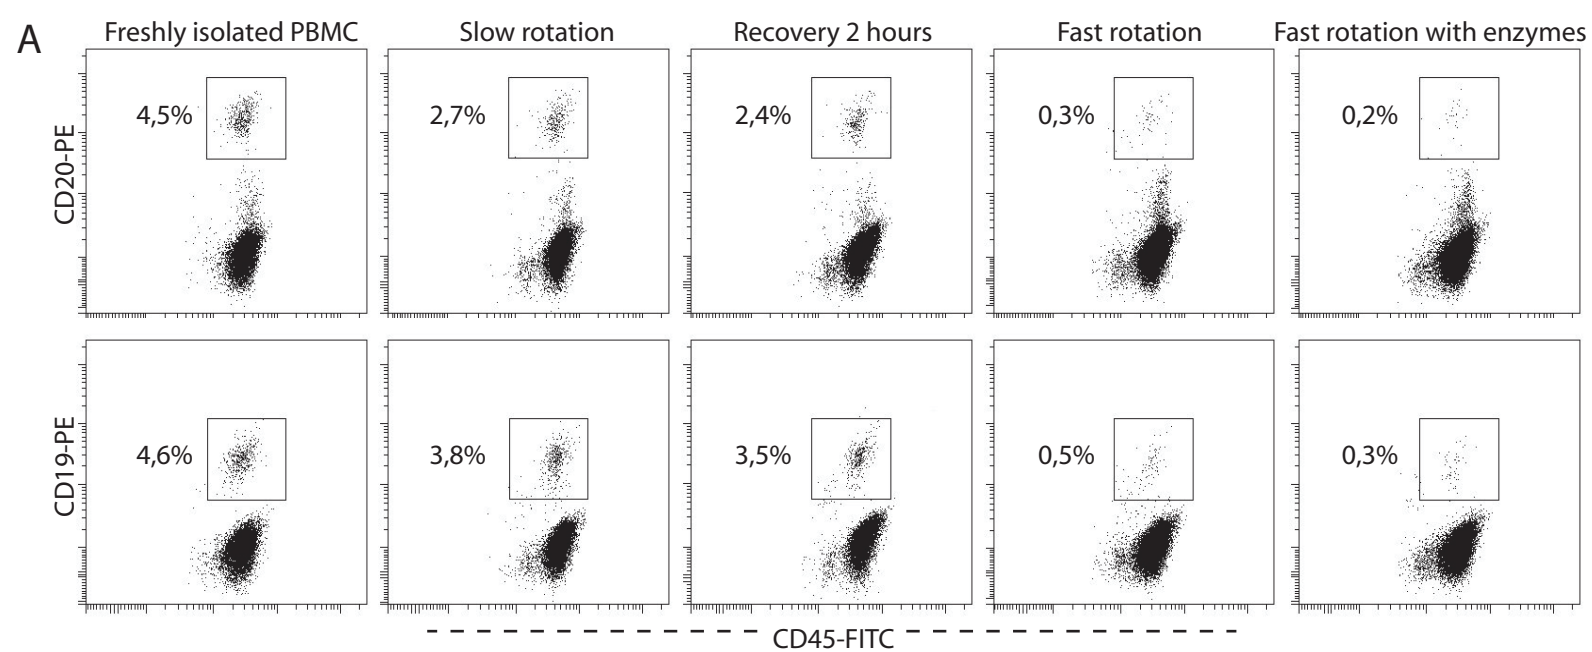 A
Freshly isolated PBMC
Slow rotation
Recovery 2 hours
Fast rotation
Fast rotation with enzymes
CD20-PE
4,5%
2,7%
2,4%
0,3%
0,2%
CD19-PE
4,6%
3,8%
3,5%
0,5%
0,3%
CD45-FITC